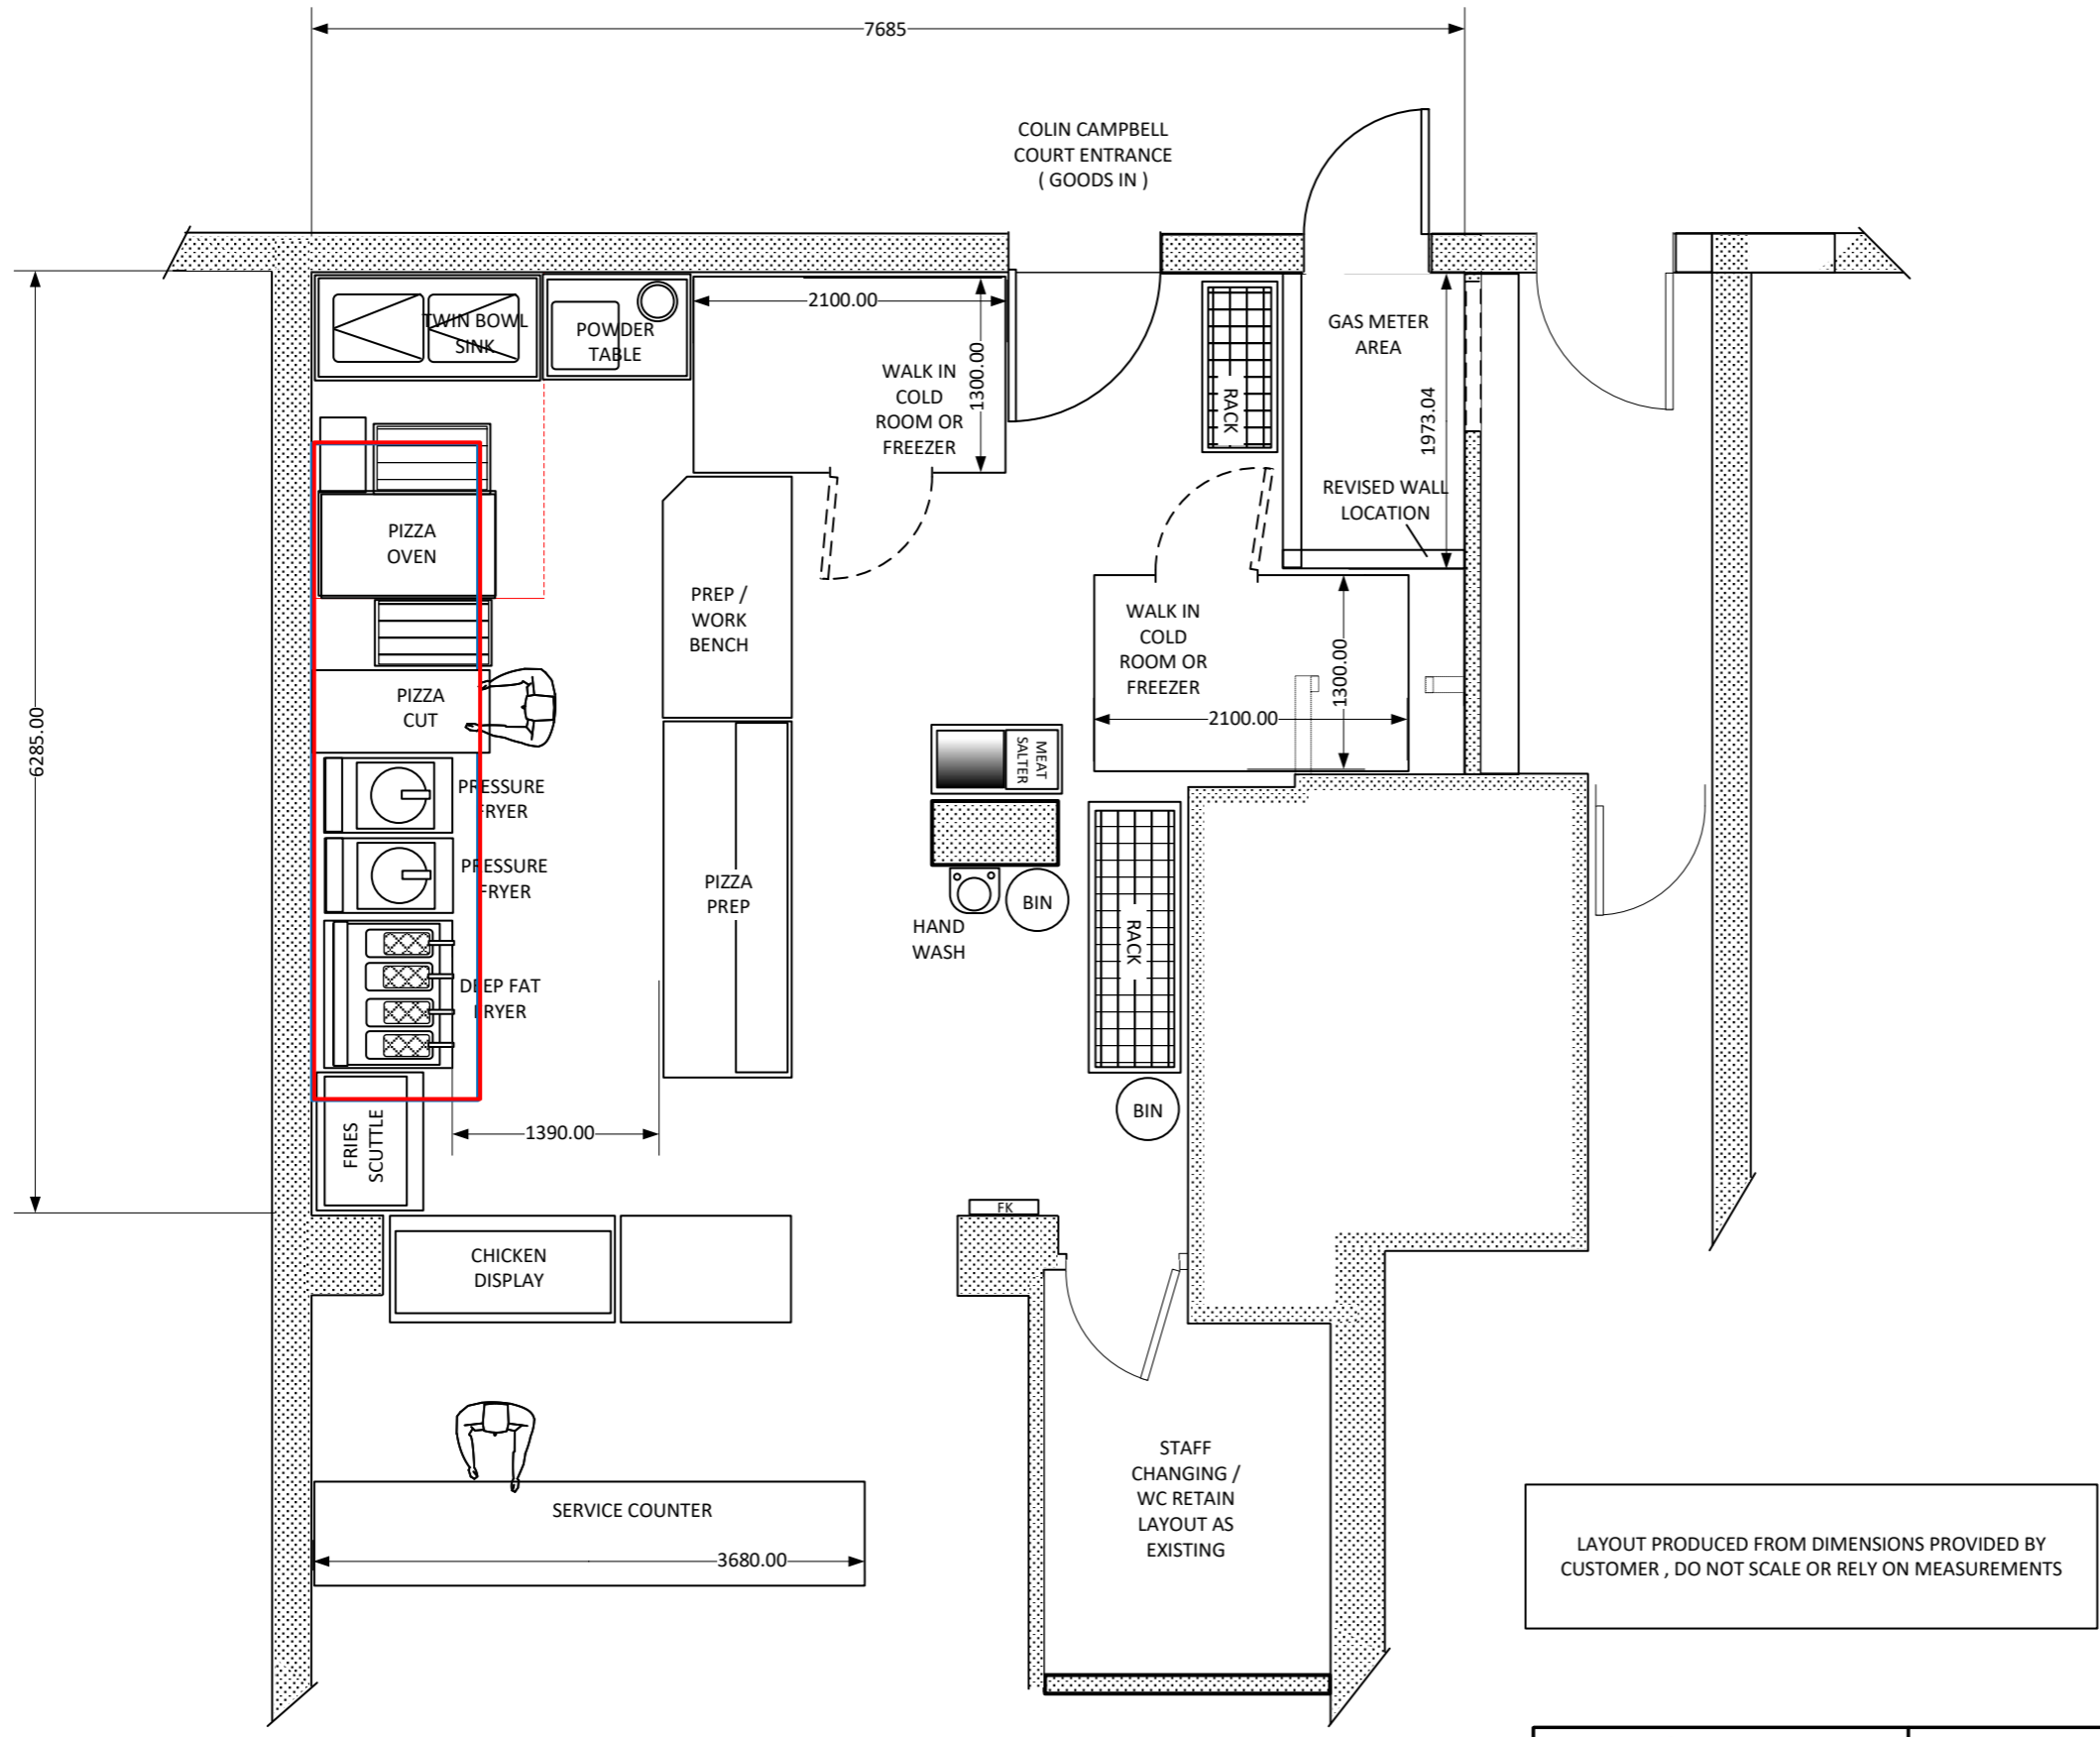 7685
COLIN CAMPBELL
COURT ENTRANCE
( GOODS IN )
TWIN BOWL
SINK
POWDER
TABLE
2100.00
1300.00
WALK IN
COLD
ROOM OR
FREEZER
RACK
GAS METER
AREA
1973.04
REVISED WALL
LOCATION
PIZZA
OVEN
PREP /
WORK
BENCH
WALK IN
COLD
ROOM OR
FREEZER
1300.00
2100.00
6285.00
PIZZA
CUT
MEAT
SALTER
PRESSURE
FRYER
PRESSURE
FRYER
PIZZA
PREP
HAND
WASH
BIN
RACK
DEEP FAT
FRYER
BIN
FRIES
SCUTTLE
1390.00
FK
CHICKEN
DISPLAY
STAFF
CHANGING /
WC RETAIN
LAYOUT AS
EXISTING
SERVICE COUNTER
3680.00
LAYOUT PRODUCED FROM DIMENSIONS PROVIDED BY
CUSTOMER , DO NOT SCALE OR RELY ON MEASUREMENTS